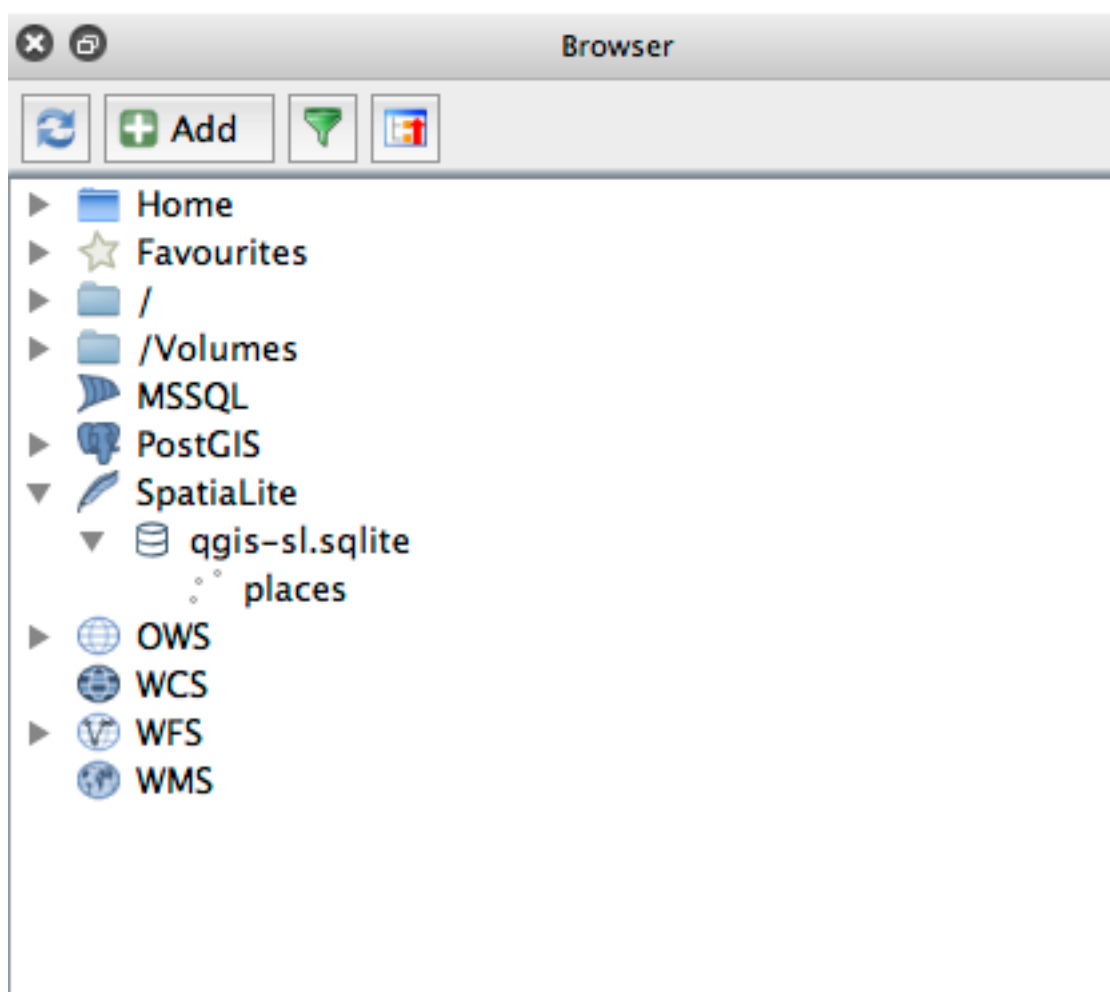 Browser
Add
Home
Favourites
/
/Volumes
MSSQL
PostGIS
SpatiaLite
qgis-sl.sqlite
places
OWS
WCS
WFS
WMS